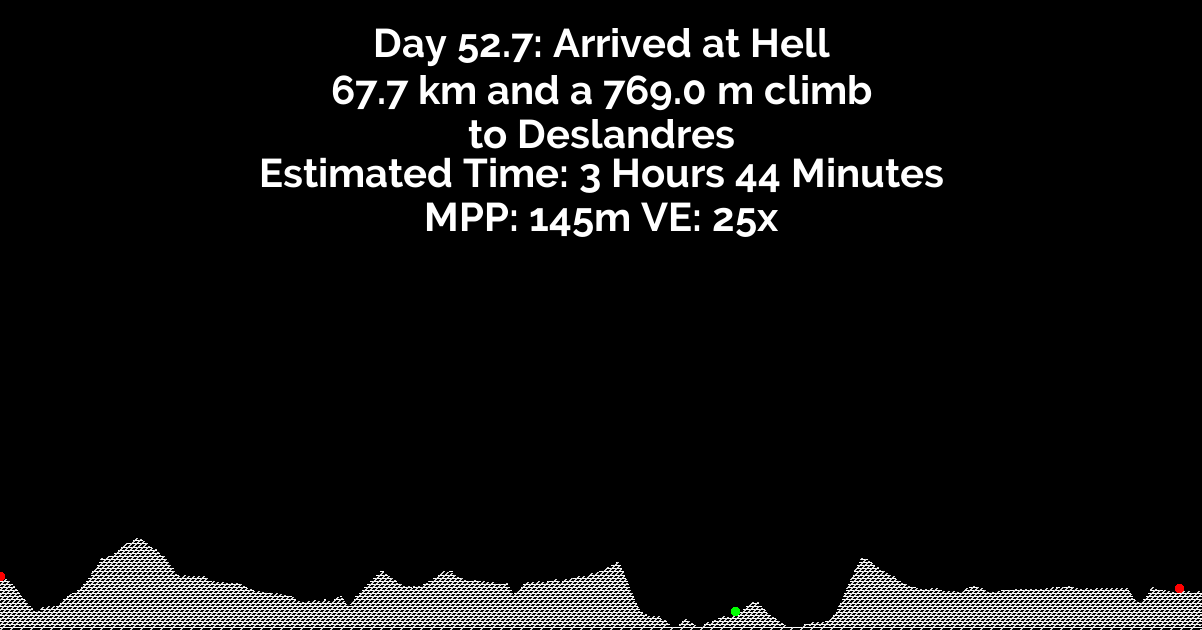 Day 52.7: Arrived at Hell
67.7 km and a 769.0 m climb
to Deslandres
Estimated Time: 3 Hours 44 Minutes
MPP: 145m VE: 25x